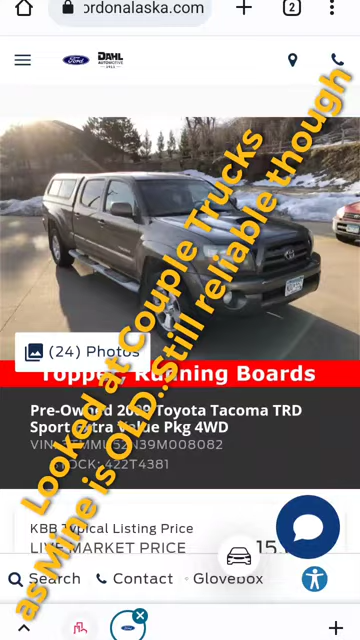 ordonalaska.com
2
Ford
DAHL
AUTOMOTIVE
Looked at Couple Trucks
as Mine is OLD..Still reliable though
(24) Photos
Topper Running Boards
Pre-Owned 2009 Toyota Tacoma TRD
Sport Extra Value Pkg 4WD
STOCK: 422T4381
KBB Typical Listing Price
LIVE MARKET PRICE
Search
Contact
Glovebox